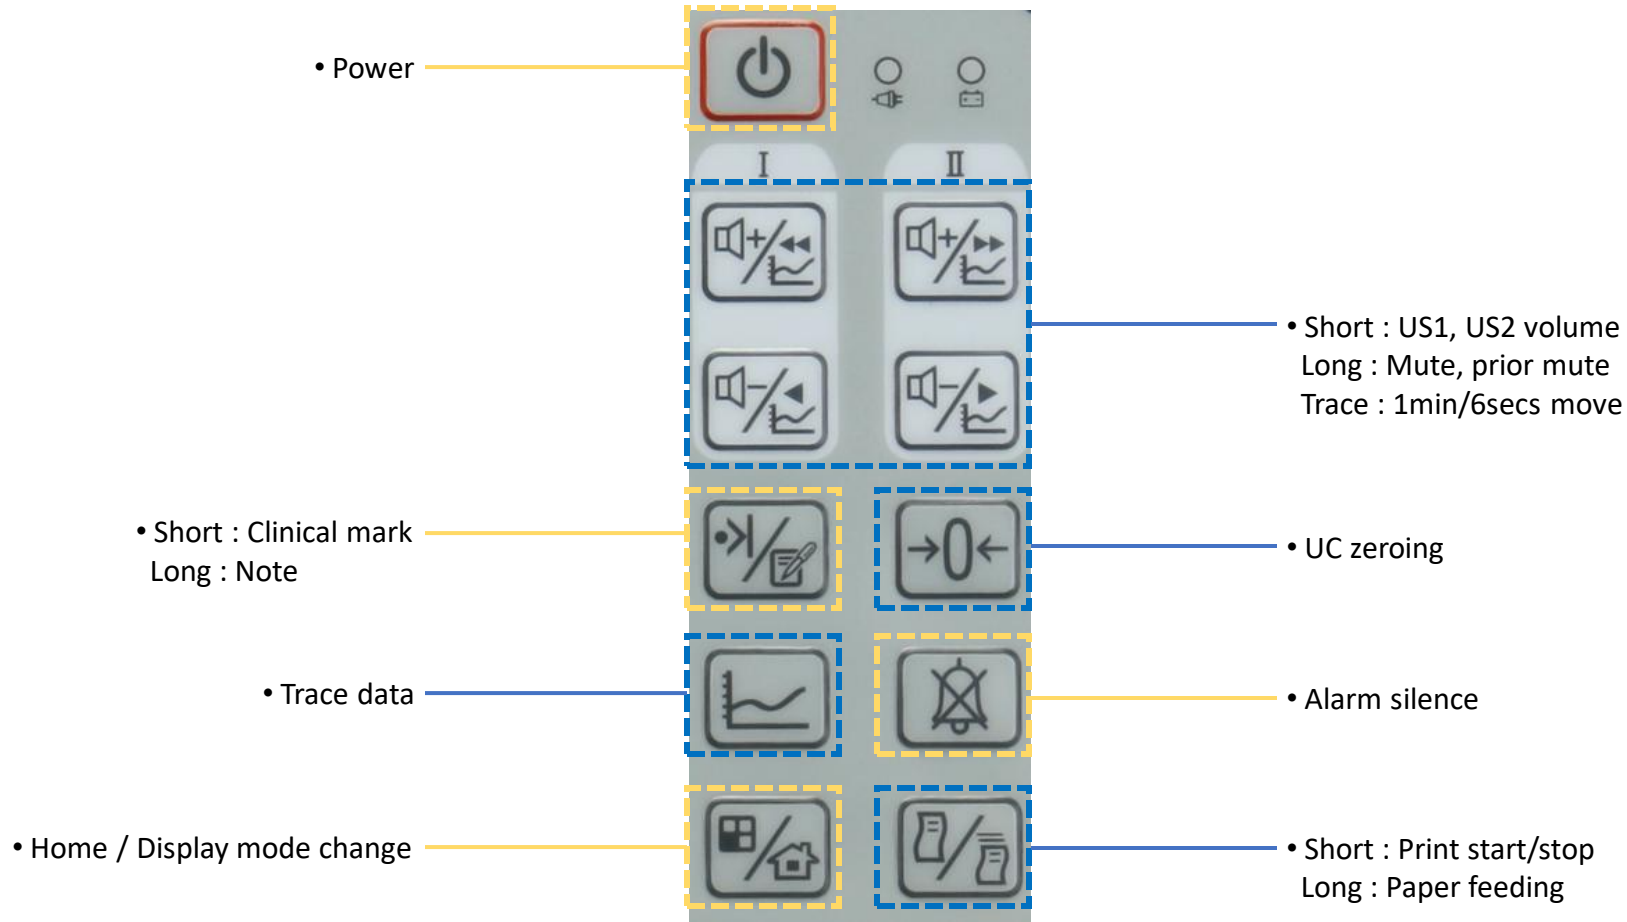 • Power
I
II
• Short : US1, US2 volume
Long : Mute, prior mute
Trace : 1min/6secs move
• Short : Clinical mark
Long : Note
• UC zeroing
→0←
• Trace data
• Alarm silence
• Home / Display mode change
• Short : Print start/stop
Long : Paper feeding